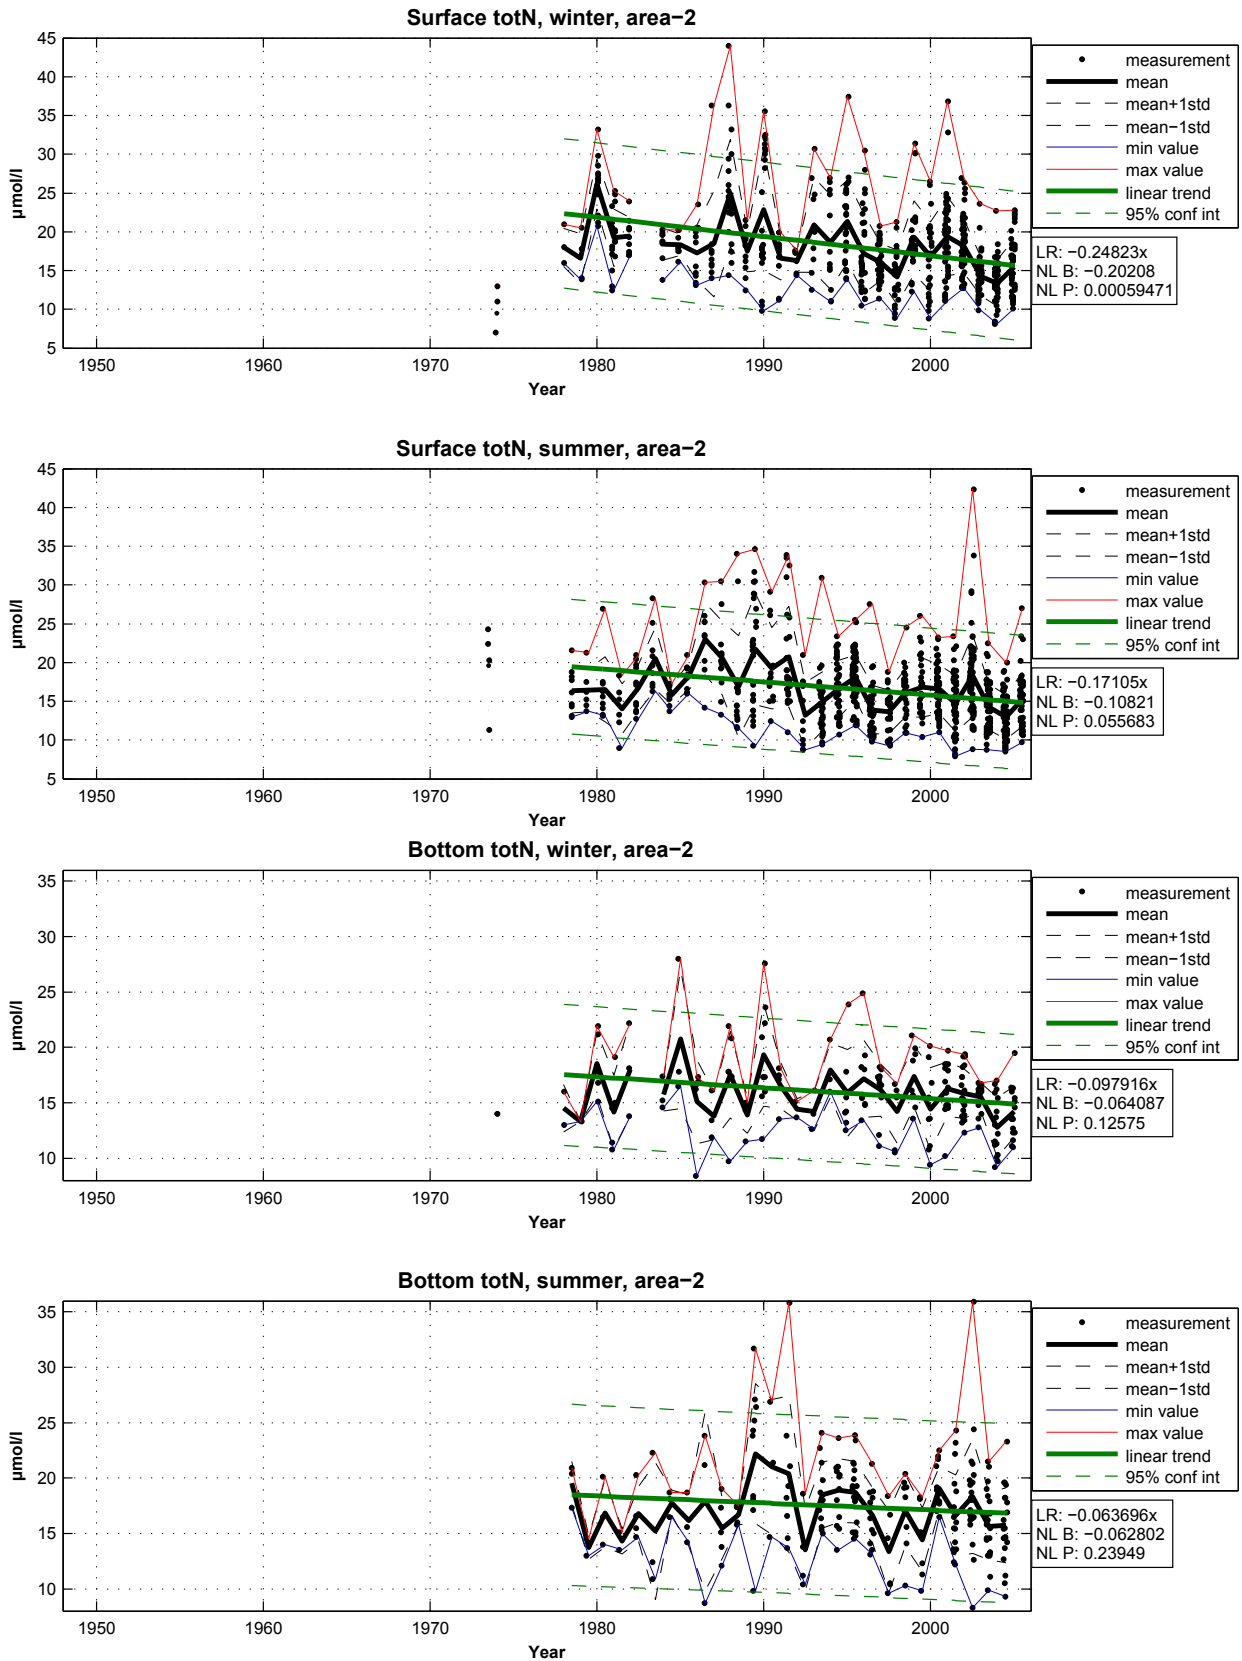 Surface totN, winter, area−2
45
40
35
30
25
20
15
10
5
µmol/l
1950 1960 1970 1980 1990 2000
Year
measurement
mean
mean+1std
mean−1std
min value
max value
linear trend
95% conf int
LR: −0.24823x
NL B: −0.20208
NL P: 0.00059471
Surface totN, summer, area−2
45
40
35
30
25
20
15
10
5
µmol/l
1950 1960 1970 1980 1990 2000
Year
measurement
mean
mean+1std
mean−1std
min value
max value
linear trend
95% conf int
LR: −0.17105x
NL B: −0.10821
NL P: 0.055683
Bottom totN, winter, area−2
35
30
25
20
15
10
µmol/l
1950 1960 1970 1980 1990 2000
Year
measurement
mean
mean+1std
mean−1std
min value
max value
linear trend
95% conf int
LR: −0.097916x
NL B: −0.064087
NL P: 0.12575
Bottom totN, summer, area−2
35
30
25
20
15
10
µmol/l
1950 1960 1970 1980 1990 2000
Year
measurement
mean
mean+1std
mean−1std
min value
max value
linear trend
95% conf int
LR: −0.063696x
NL B: −0.062802
NL P: 0.23949